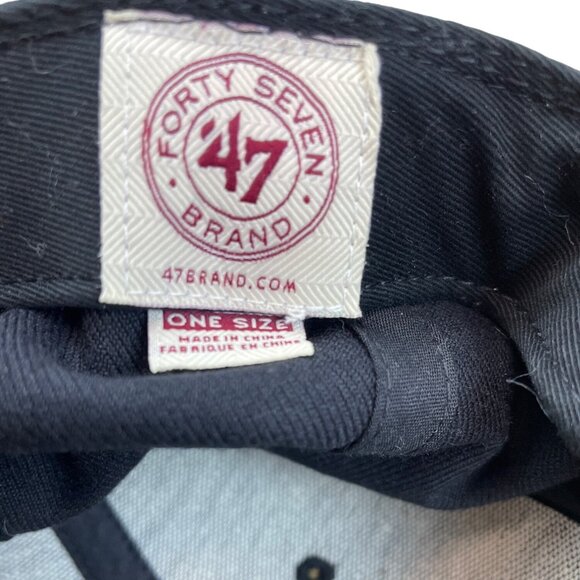 FORTY SEVEN
'47
BRAND
47BRAND.COM
ONE SIZE
MADE IN CHINA
FABRIQUE EN CHINE